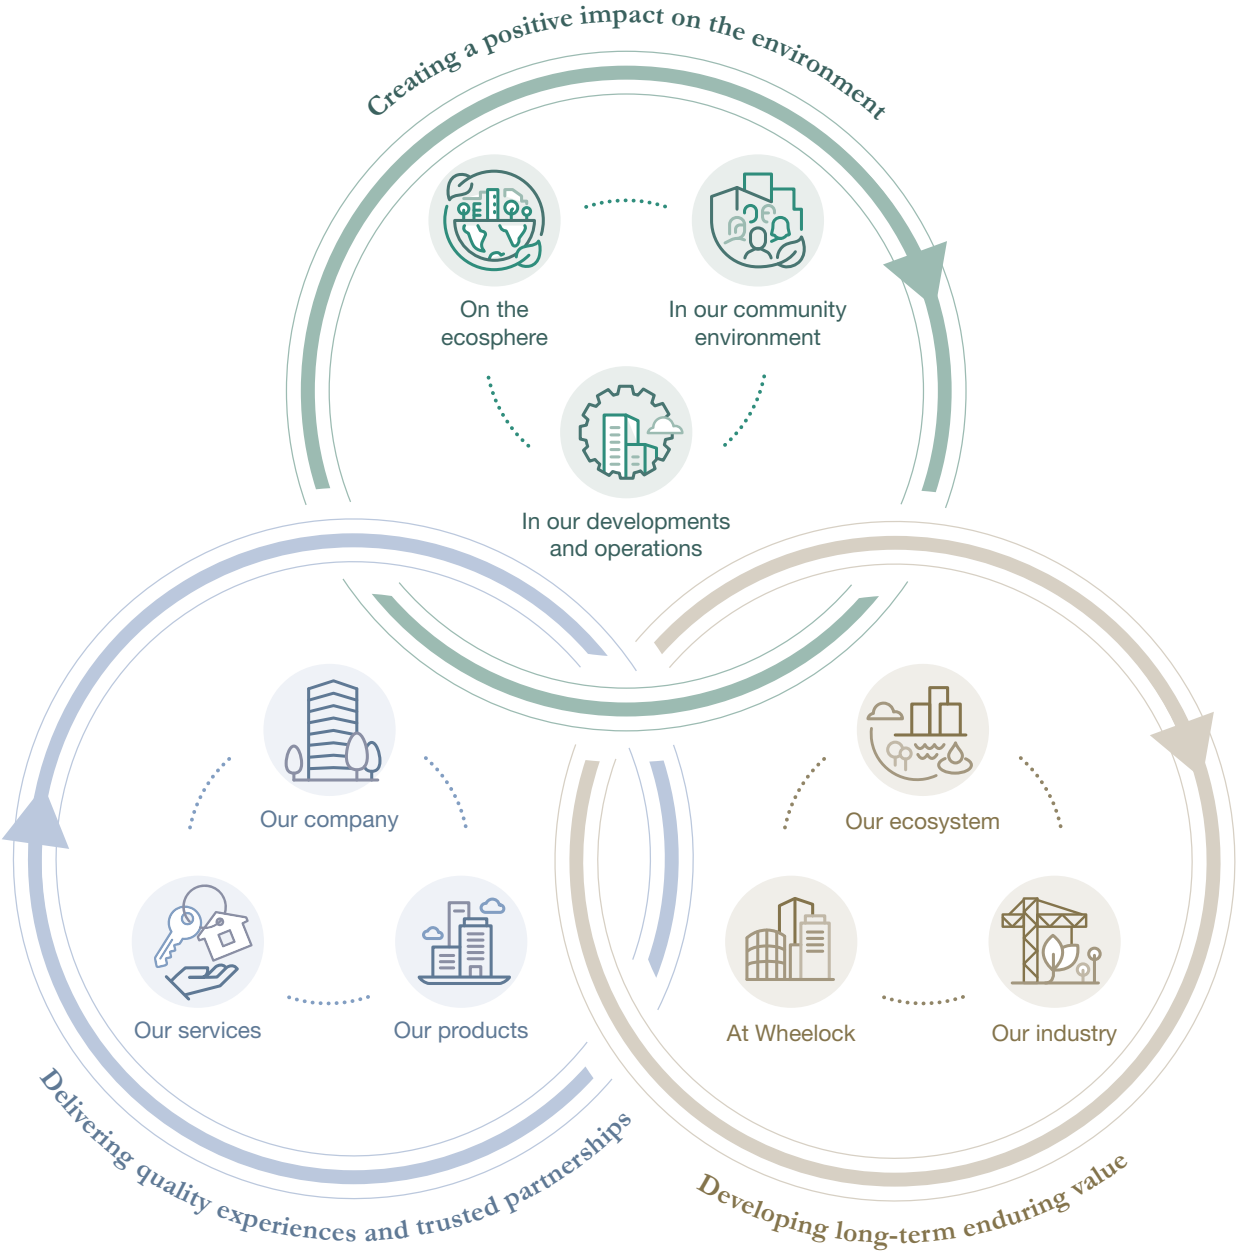 Creating a positive impact on the environment
On the
ecosphere
In our community
environment
In our developments
and operations
Our company
Our services
Our products
Delivering quality experiences and trusted partnerships
Our ecosystem
At Wheelock
Our industry
Developing long-term enduring value